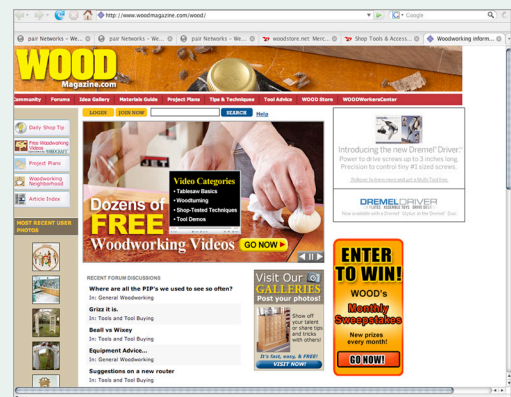 http://www.woodmagazine.com/wood/
Google
pair Networks - We...
pair Networks - We...
pair Networks - We...
woodstore.net: Merc...
Shop Tools & Access...
Woodworking inform...
WOOD
Magazine.com
Community Forums Idea Gallery Materials Guide Project Plans Tips & Techniques Tool Advice WOOD Store WOODWorkersCenter
LOGIN JOIN NOW SEARCH Help
Daily Shop Tip
Free Woodworking
Videos
Project Plans
Woodworking
Neighborhood
Article Index
MOST RECENT USER
PHOTOS
Video Categories
• Tablesaw Basics
• Woodturning
• Shop-Tested Techniques
• Tool Demos
Dozens of
FREE
Woodworking Videos
GO NOW
RECENT FORUM DISCUSSIONS
Where are all the PIP's we used to see so often?
In: General Woodworking
Grizz it is.
In: Tools and Tool Buying
Beall vs Wixey
In: Tools and Tool Buying
Equipment Advice...
In: General Woodworking
Suggestions on a new router
In: Tools and Tool Buying
Visit Our
GALLERIES
Post your photos!
Show off
your talent
or share tips
and tricks
with others.
It's fast, easy, & FREE!
VISIT NOW!
Introducing the new Dremel Driver.
Power to drive screws up to 3 inches long.
Precision to control tiny #1 sized screws.
DREMEL DRIVER
ENTER
TO WIN!
WOOD's
Monthly
Sweepstakes
New prizes
every month!
GO NOW!